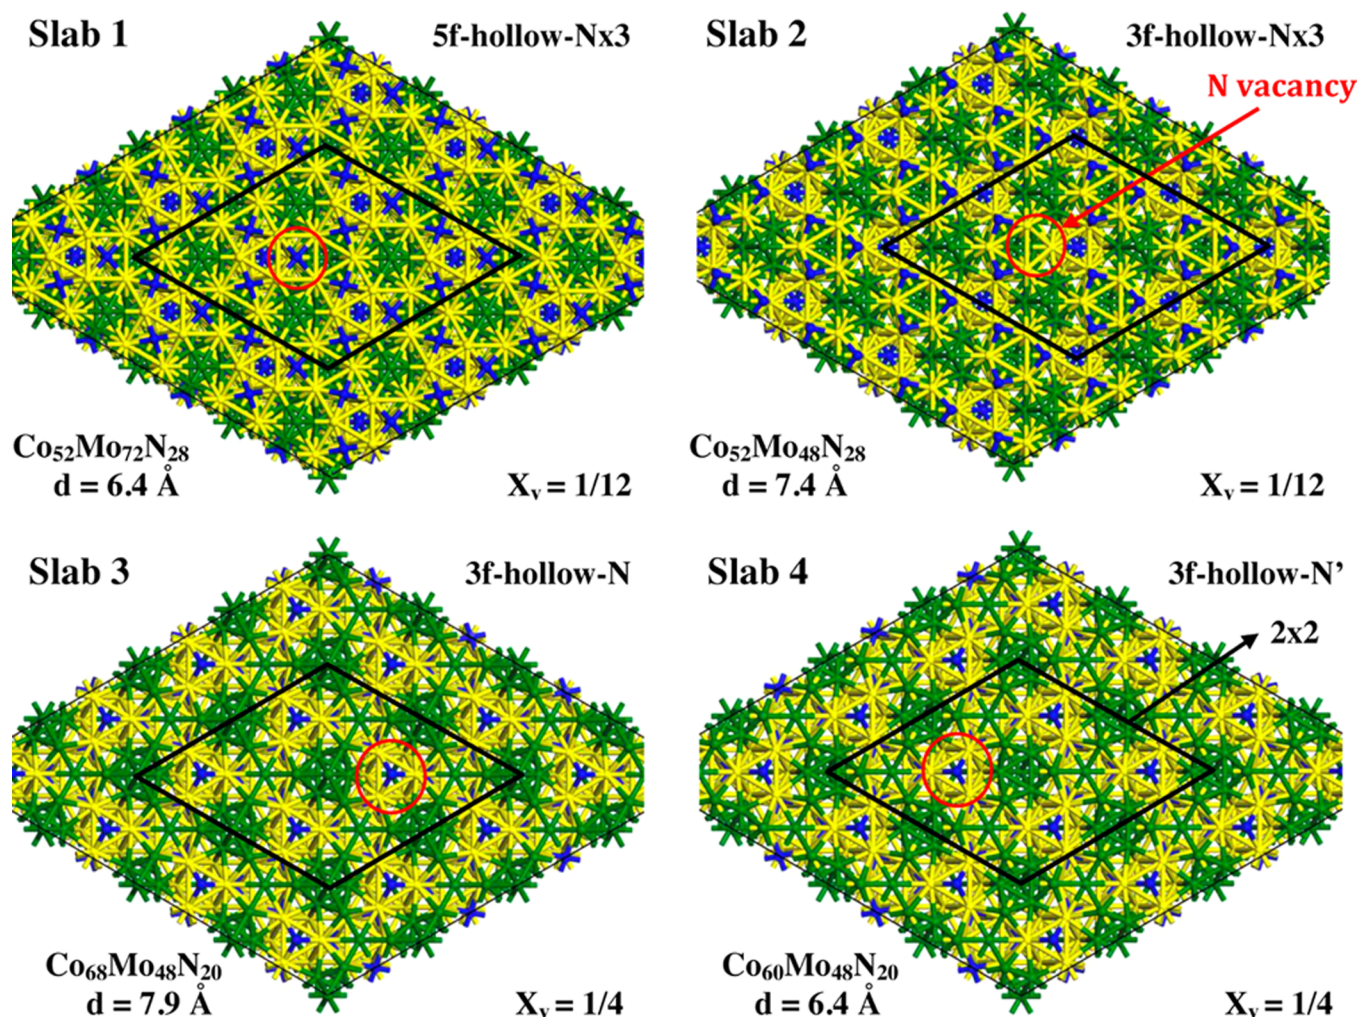 Slab 1
5f-hollow-Nx3
Co₅₂Mo₇₂N₂₈
d = 6.4 Å
Xᵥ = 1/12
Slab 2
3f-hollow-Nx3
N vacancy
Co₅₂Mo₄₈N₂₈
d = 7.4 Å
Xᵥ = 1/12
Slab 3
3f-hollow-N
Co₆₈Mo₄₈N₂₀
d = 7.9 Å
Xᵥ = 1/4
Slab 4
3f-hollow-N’
2x2
Co₆₀Mo₄₈N₂₀
d = 6.4 Å
Xᵥ = 1/4